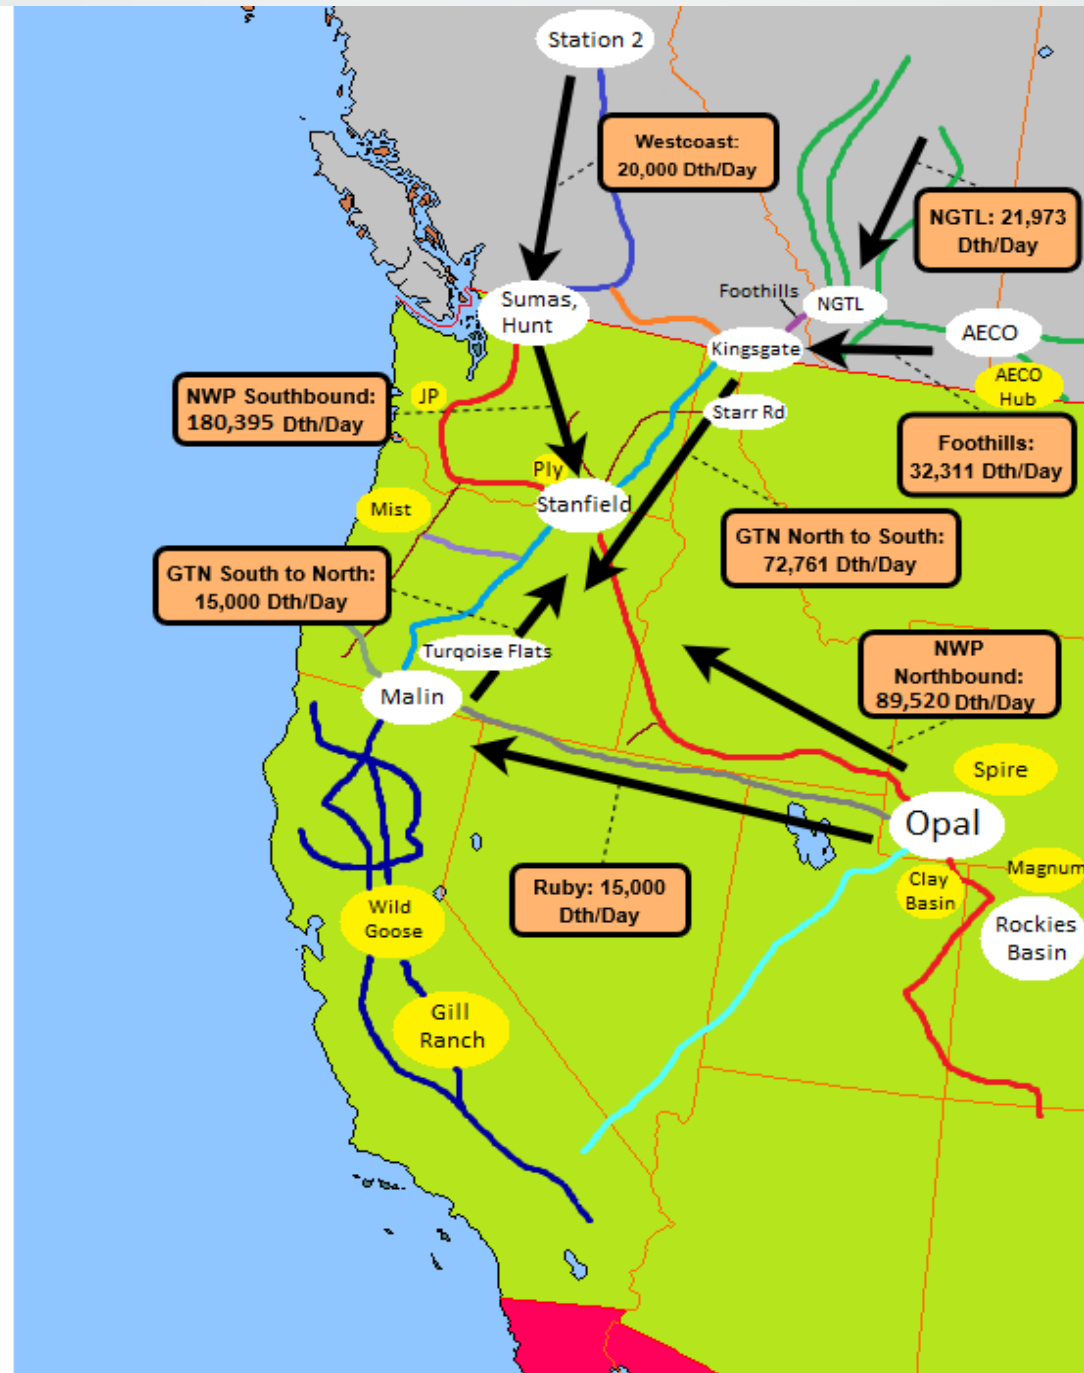 Station 2
Westcoast:
20,000 Dth/Day
NGTL: 21,973
Dth/Day
Foothills
NGTL
Sumas,
Hunt
AECO
Kingsgate
AECO
Hub
NWP Southbound:
180,395 Dth/Day
JP
Starr Rd
Foothills:
32,311 Dth/Day
Ply
Stanfield
Mist
GTN North to South:
72,761 Dth/Day
GTN South to North:
15,000 Dth/Day
Turqoise Flats
NWP
Northbound:
89,520 Dth/Day
Malin
Spire
Opal
Ruby: 15,000
Dth/Day
Clay
Basin
Magnum
Wild
Goose
Rockies
Basin
Gill
Ranch